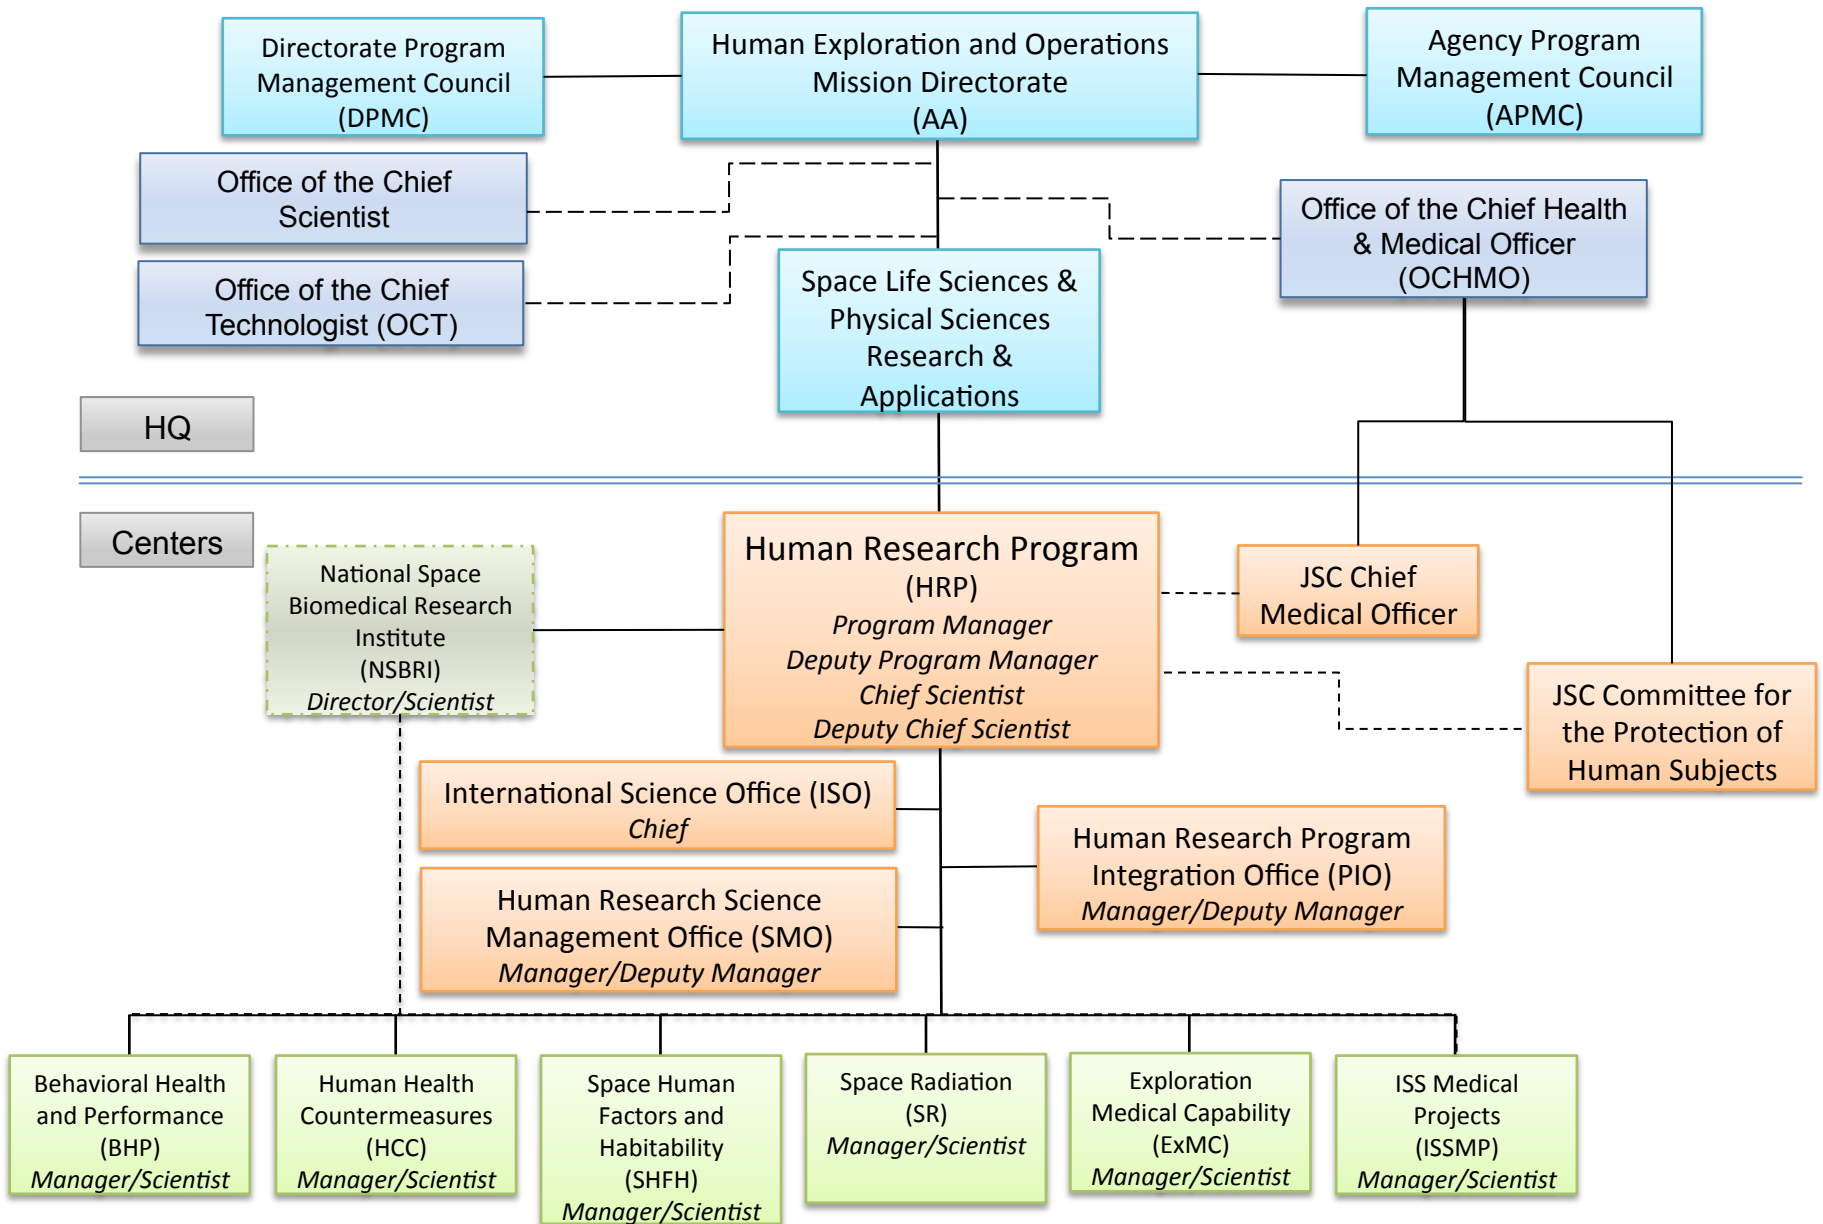 Directorate Program
Management Council
(DPMC)
Human Exploration and Operations
Mission Directorate
(AA)
Agency Program
Management Council
(APMC)
Office of the Chief
Scientist
Office of the Chief
Technologist (OCT)
Space Life Sciences &
Physical Sciences
Research &
Applications
Office of the Chief Health
& Medical Officer
(OCHMO)
HQ
Centers
National Space
Biomedical Research
Institute
(NSBRI)
Director/Scientist
Human Research Program
(HRP)
Program Manager
Deputy Program Manager
Chief Scientist
Deputy Chief Scientist
JSC Chief
Medical Officer
JSC Committee for
the Protection of
Human Subjects
International Science Office (ISO)
Chief
Human Research Program
Integration Office (PIO)
Manager/Deputy Manager
Human Research Science
Management Office (SMO)
Manager/Deputy Manager
Behavioral Health
and Performance
(BHP)
Manager/Scientist
Human Health
Countermeasures
(HCC)
Manager/Scientist
Space Human
Factors and
Habitability
(SHFH)
Manager/Scientist
Space Radiation
(SR)
Manager/Scientist
Exploration
Medical Capability
(ExMC)
Manager/Scientist
ISS Medical
Projects
(ISSMP)
Manager/Scientist